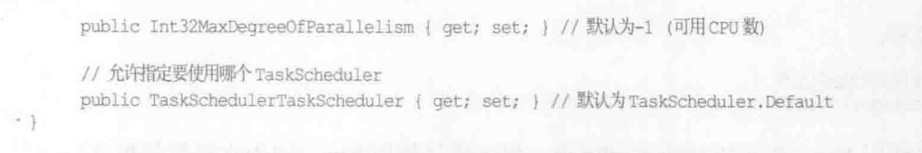 public Int32MaxDegreeOfParallelism { get; set; } // 默认为-1 (可用CPU数)
// 允许指定要使用哪个TaskScheduler
public TaskSchedulerTaskScheduler { get; set; } // 默认为TaskScheduler.Default
}